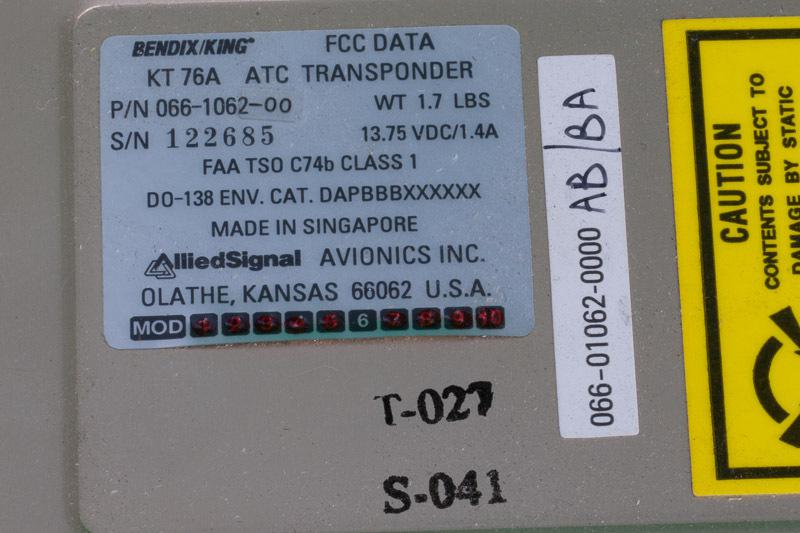 BENDIX/KING® FCC DATA
KT 76A ATC TRANSPONDER
P/N 066-1062-00 WT 1.7 LBS
S/N 122685 13.75 VDC/1.4A
FAA TSO C74b CLASS 1
DO-138 ENV. CAT. DAPBBBXXXXXX
MADE IN SINGAPORE
AlliedSignal AVIONICS INC.
OLATHE, KANSAS 66062 U.S.A.
MOD 1 2 3 4 5 6 7 8 9 10
T-027
S-041
066-01062-0000 AB/BA
CAUTION
CONTENTS SUBJECT TO
DAMAGE BY STATIC